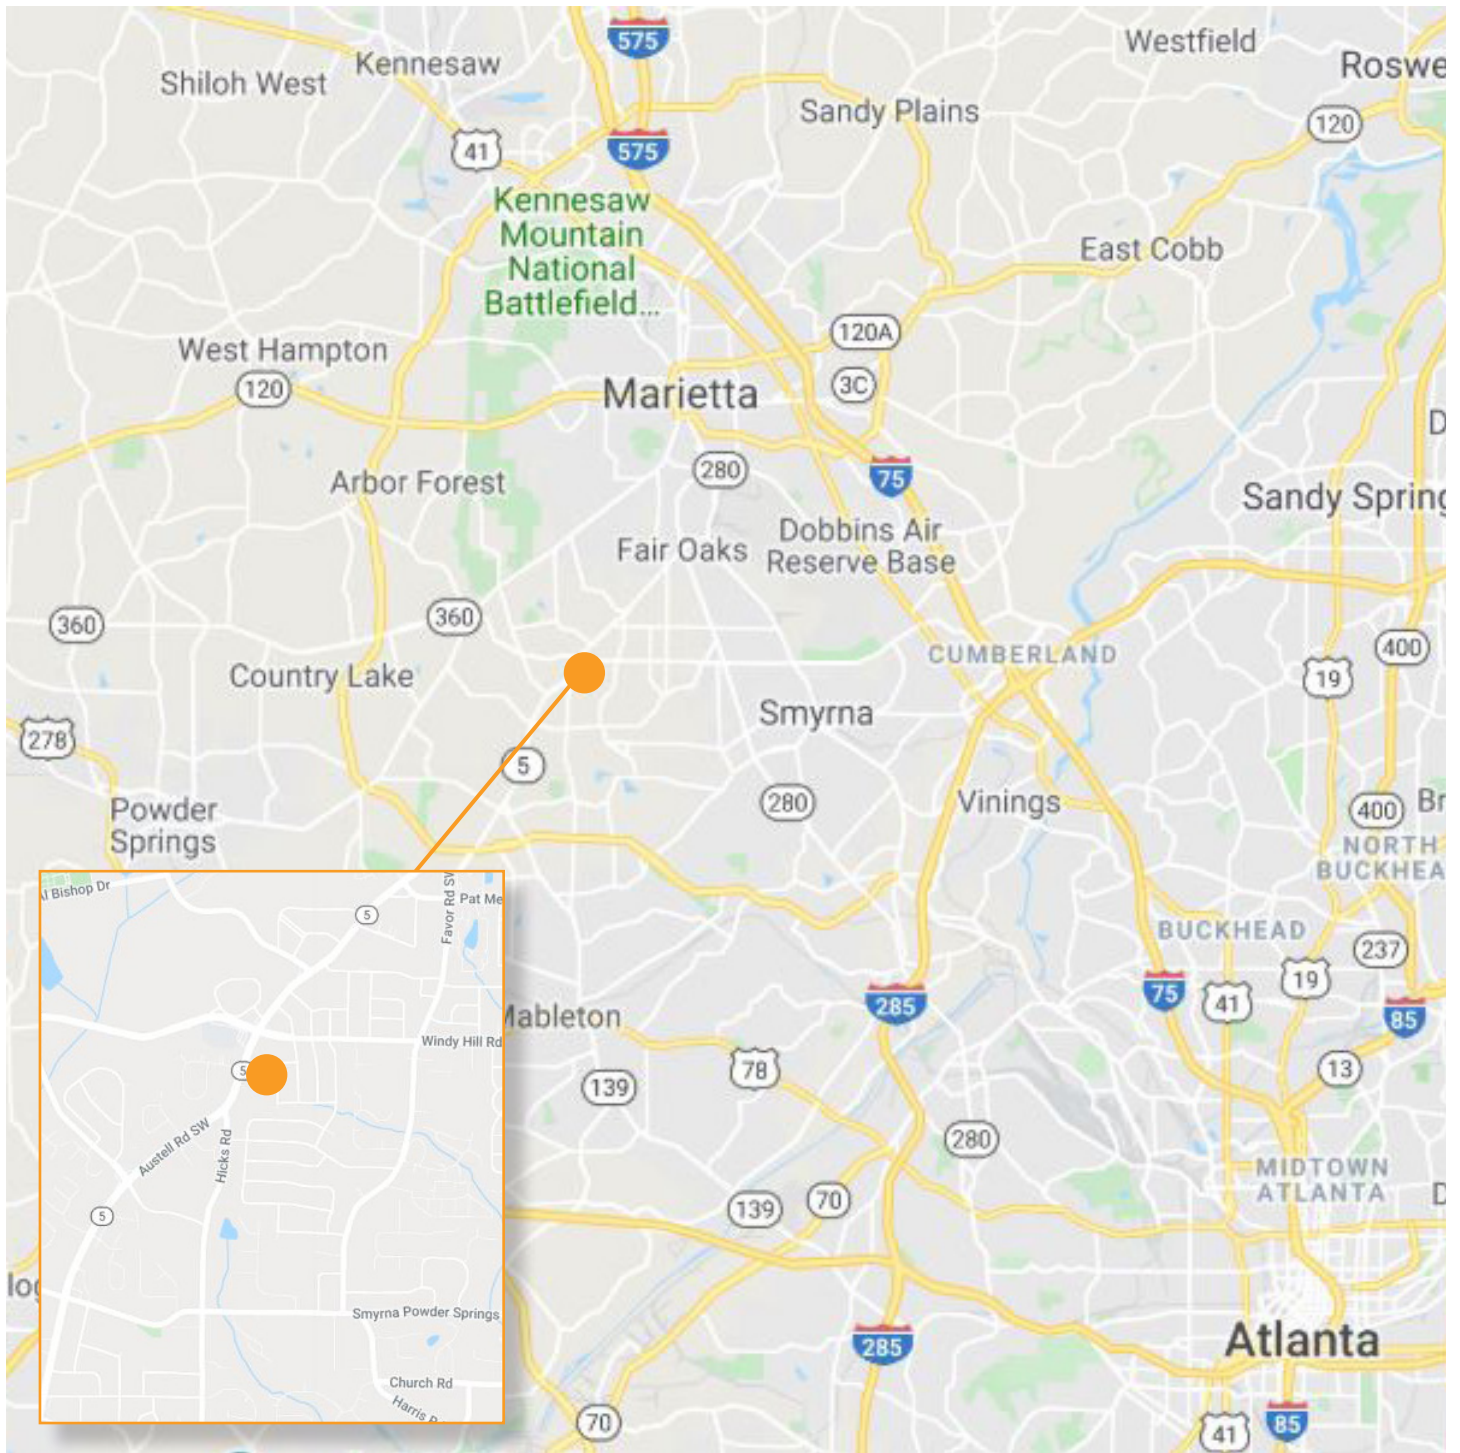 575
Westfield
Kennesaw
Roswe
Shiloh West
Sandy Plains
120
41
575
Kennesaw
Mountain
National
Battlefield...
East Cobb
120A
West Hampton
120
3C
Marietta
D
280
75
Arbor Forest
Sandy Spring
Fair Oaks
Dobbins Air
Reserve Base
360
360
400
CUMBERLAND
Country Lake
19
Smyrna
278
5
280
Vinings
400
Br
Powder
Springs
NORTH
BUCKHEA
BUCKHEAD
237
19
75
41
285
85
Mableton
78
13
139
280
MIDTOWN
ATLANTA
D
139
70
log
285
Atlanta
70
41
85
Al Bishop Dr
5
Favor Rd SW
Pat Me
Windy Hill Rd
5
Austell Rd SW
Hicks Rd
5
Smyrna Powder Springs
Church Rd
Harris